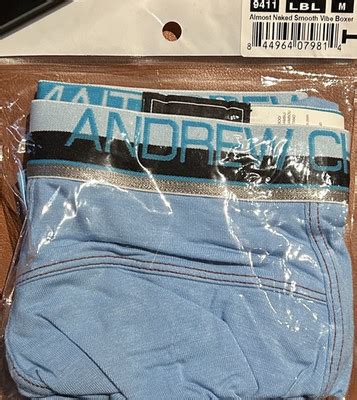 9411 LBL M
Almost Naked Smooth Vibe Boxer
8 44964 07981 4
ANDREW CH